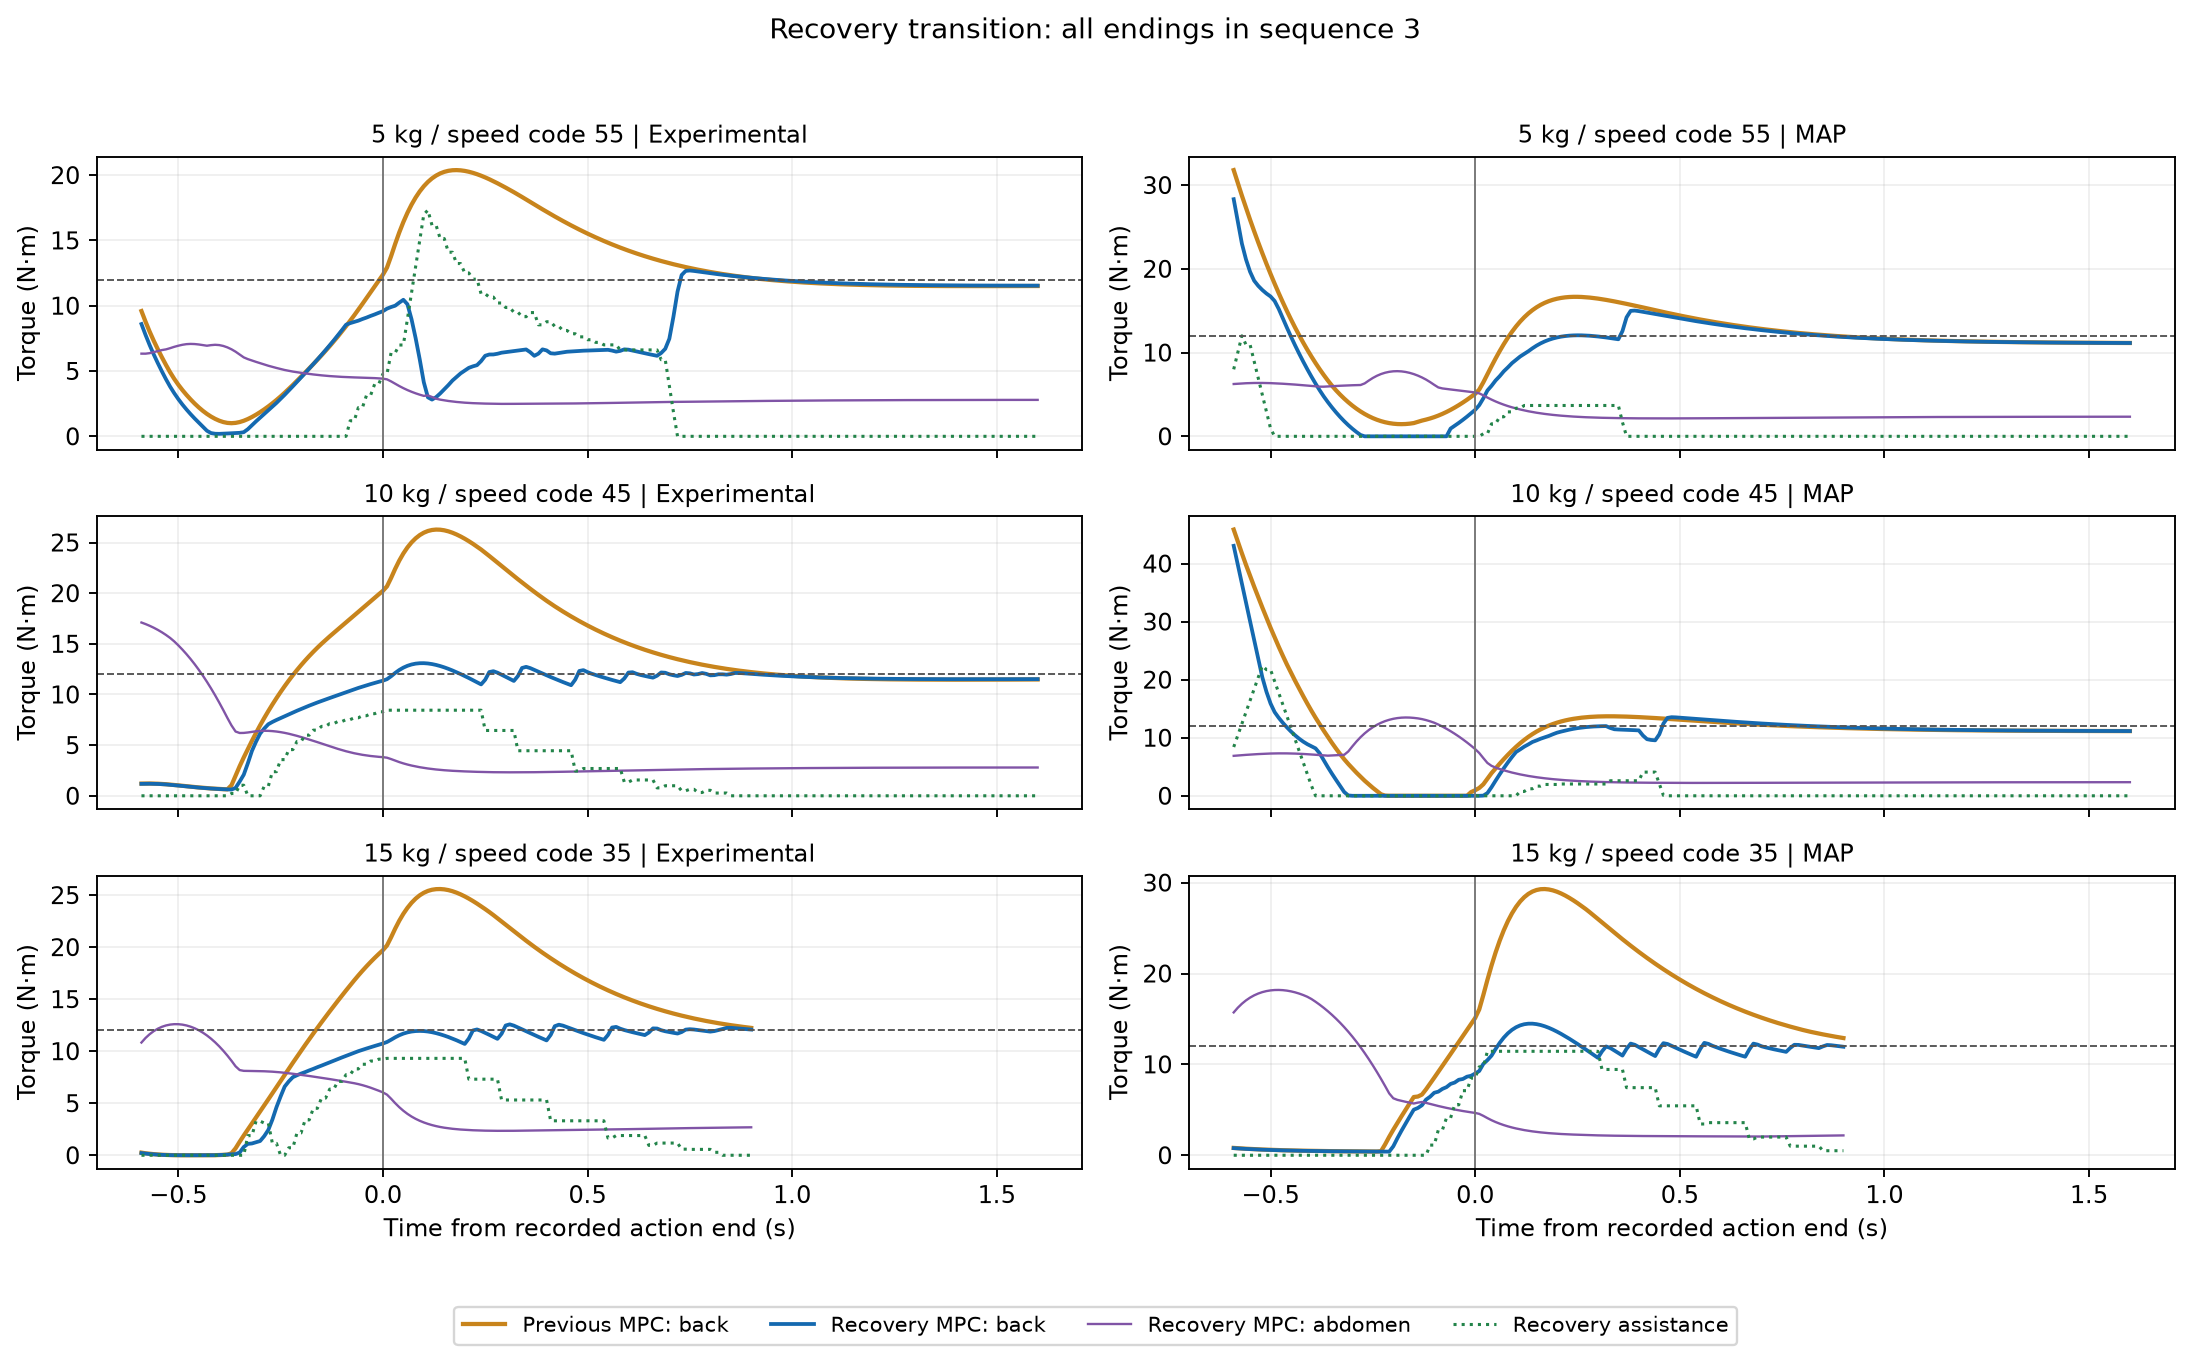 Recovery transition: all endings in sequence 3
5 kg / speed code 55 | Experimental
Torque (N·m)
20
15
10
5
0
5 kg / speed code 55 | MAP
Torque (N·m)
30
20
10
0
10 kg / speed code 45 | Experimental
Torque (N·m)
25
20
15
10
5
0
10 kg / speed code 45 | MAP
Torque (N·m)
40
30
20
10
0
15 kg / speed code 35 | Experimental
Torque (N·m)
25
20
15
10
5
0
−0.5 0.0 0.5 1.0 1.5
Time from recorded action end (s)
15 kg / speed code 35 | MAP
Torque (N·m)
30
20
10
0
−0.5 0.0 0.5 1.0 1.5
Time from recorded action end (s)
Previous MPC: back Recovery MPC: back Recovery MPC: abdomen Recovery assistance